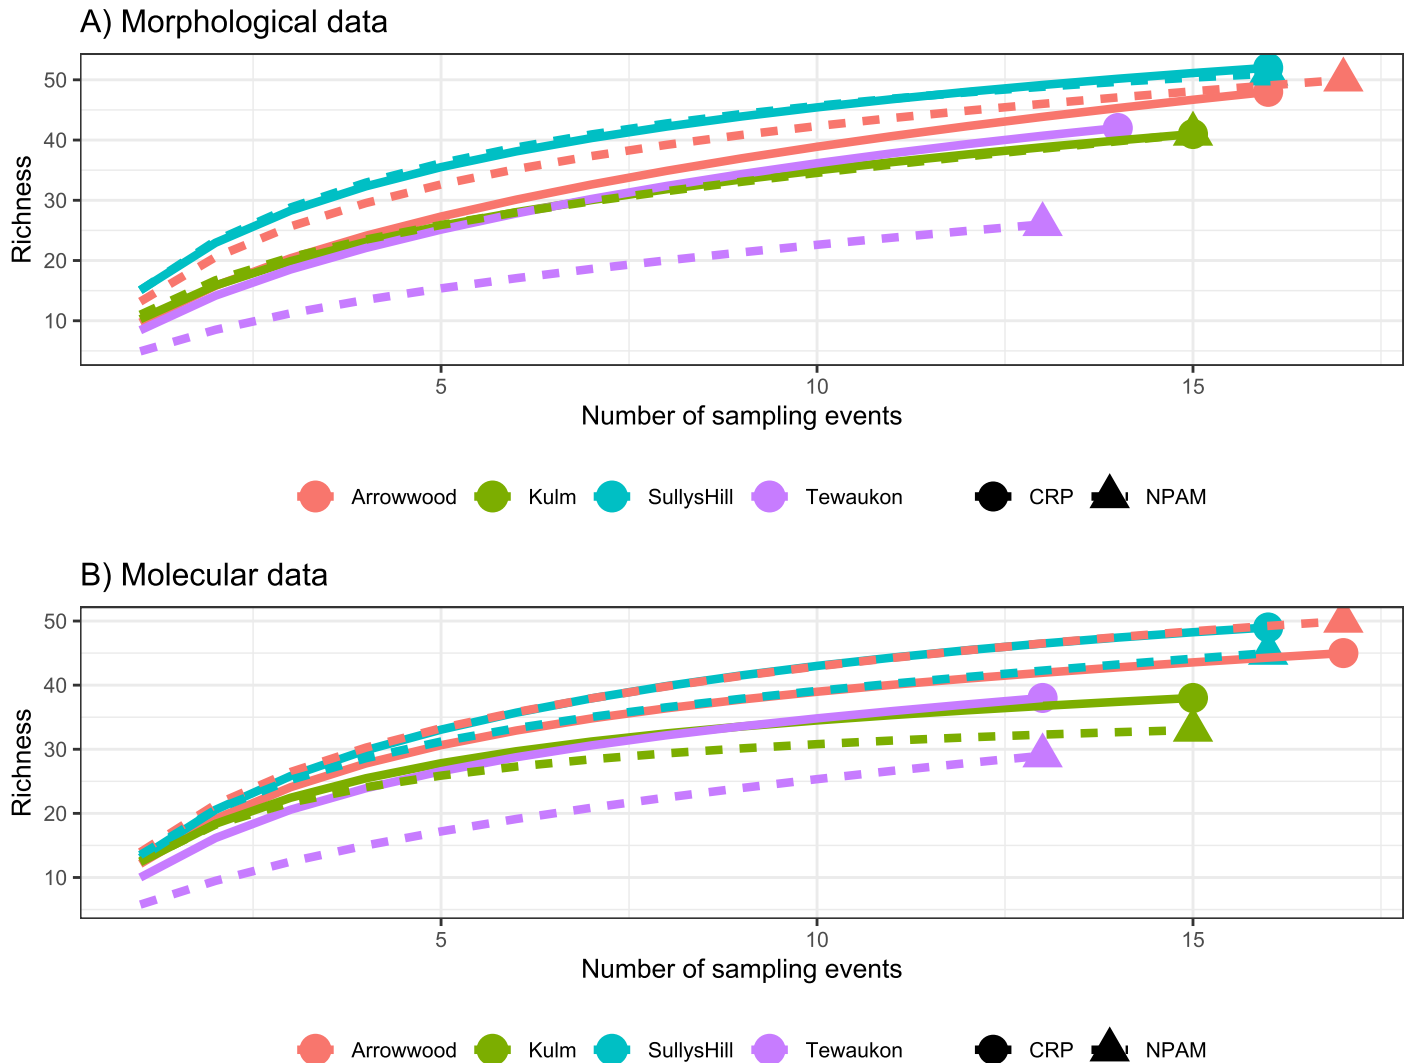 A) Morphological data
50
40
30
20
10
Richness
5 10 15
Number of sampling events
Arrowwood Kulm SullysHill Tewaukon CRP NPAM
B) Molecular data
50
40
30
20
10
Richness
5 10 15
Number of sampling events
Arrowwood Kulm SullysHill Tewaukon CRP NPAM